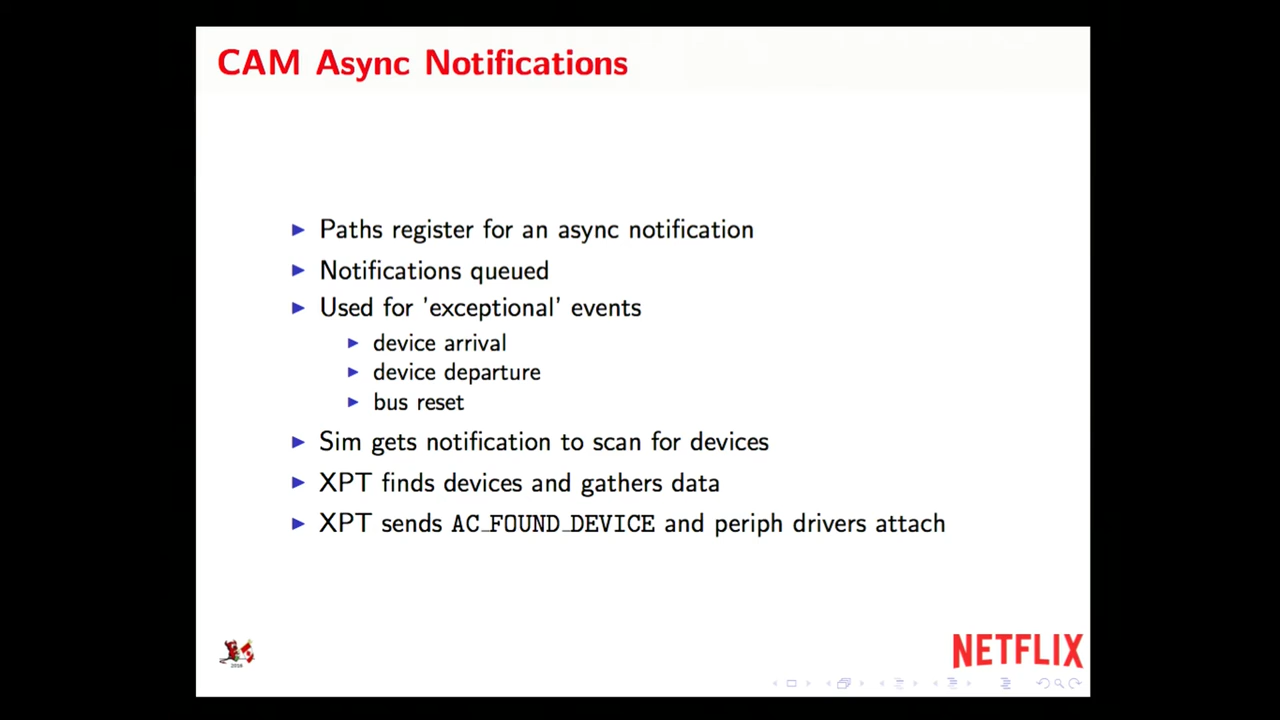 CAM Async Notifications
Paths register for an async notification
Notifications queued
Used for 'exceptional' events
device arrival
device departure
bus reset
Sim gets notification to scan for devices
XPT finds devices and gathers data
XPT sends AC_FOUND_DEVICE and periph drivers attach
2018
NETFLIX